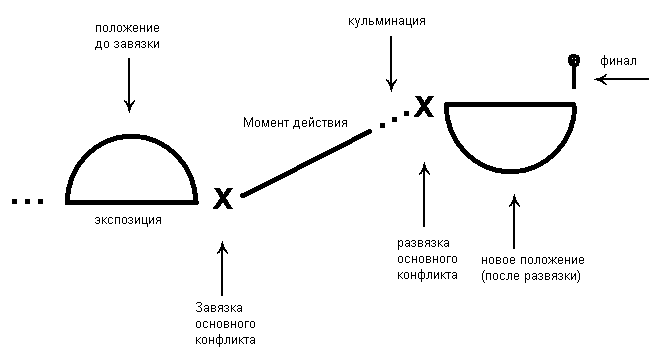 положение
до завязки
кульминация
финал
Момент действия
X
экспозиция
X
развязка
основного
конфликта
новое положение
(после развязки)
Завязка
основного
конфликта